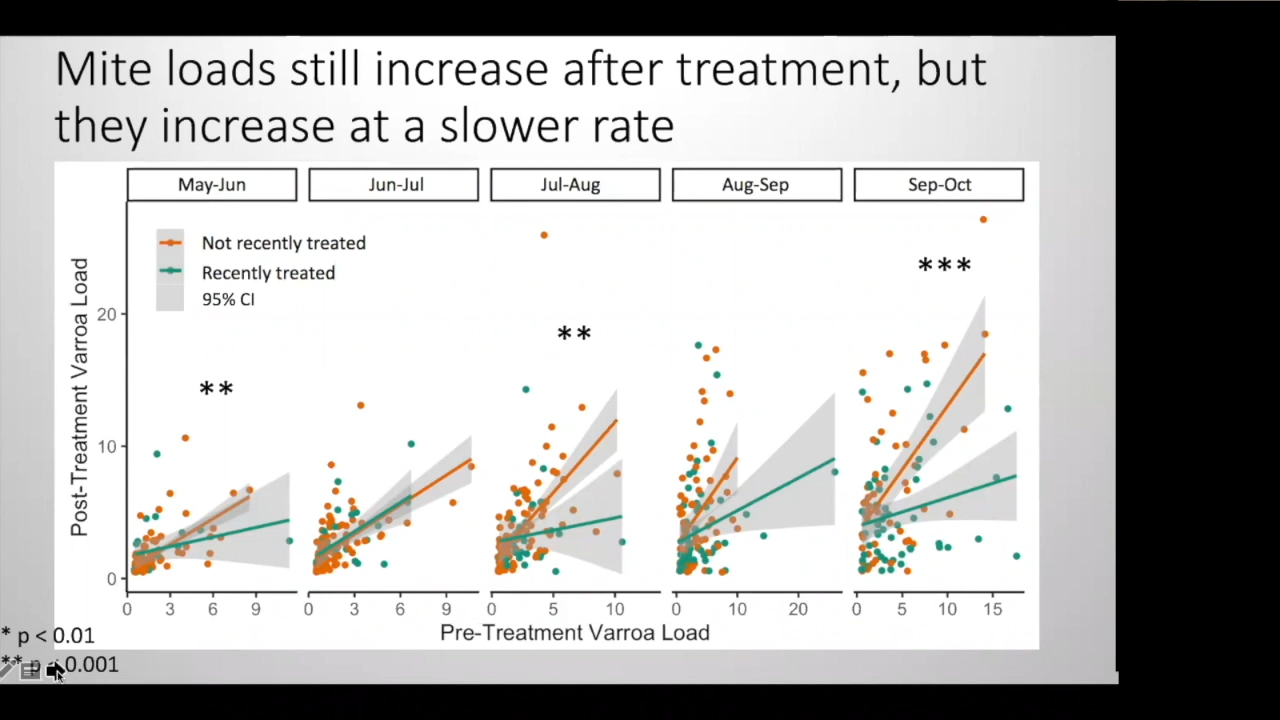 Mite loads still increase after treatment, but
they increase at a slower rate
May-Jun
Jun-Jul
Jul-Aug
Aug-Sep
Sep-Oct
Not recently treated
Recently treated
95% CI
**
**
***
Post-Treatment Varroa Load
20
10
0
0 3 6 9
0 3 6 9
0 5 10
0 10 20
0 5 10 15
Pre-Treatment Varroa Load
* p < 0.01
** p < 0.001